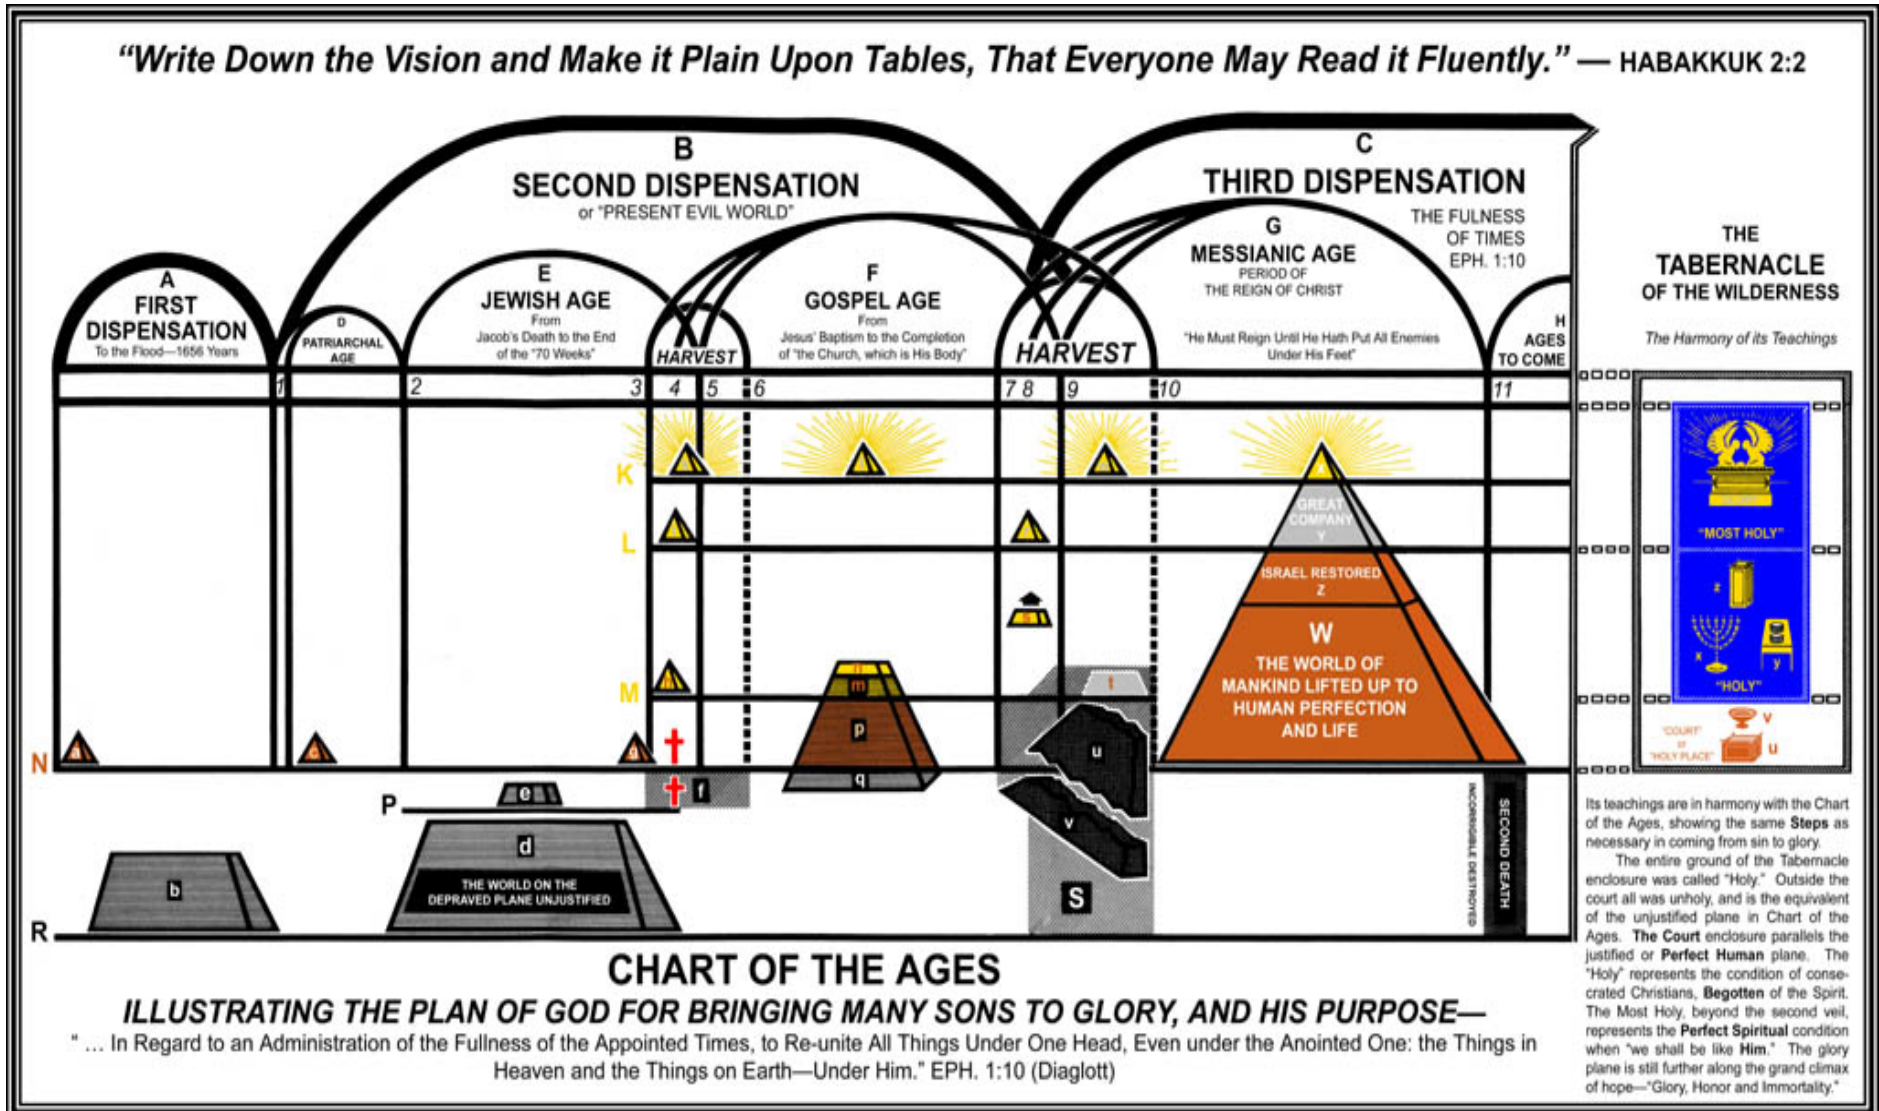 “Write Down the Vision and Make it Plain Upon Tables, That Everyone May Read it Fluently.” — HABAKKUK 2:2
A
FIRST
DISPENSATION
To the Flood—1656 Years
B
SECOND DISPENSATION
or “PRESENT EVIL WORLD”
D
PATRIARCHAL
AGE
E
JEWISH AGE
From
Jacob's Death to the End
of the “70 Weeks”
HARVEST
F
GOSPEL AGE
From
Jesus' Baptism to the Completion
of “the Church, which is His Body”
HARVEST
C
THIRD DISPENSATION
THE FULNESS
OF TIMES
EPH. 1:10
G
MESSIANIC AGE
PERIOD OF
THE REIGN OF CHRIST
“He Must Reign Until He Hath Put All Enemies
Under His Feet”
H
AGES
TO COME
1 2 3 4 5 6 7 8 9 10 11
K
L
M
N
P
R
a
b
c
d
THE WORLD ON THE
DEPRAVED PLANE UNJUSTIFIED
e
f
g
h
n
m
p
q
s
t
u
v
S
x
GREAT
COMPANY
Y
ISRAEL RESTORED
Z
W
THE WORLD OF
MANKIND LIFTED UP TO
HUMAN PERFECTION
AND LIFE
INCORRIGIBLE DESTROYED
SECOND DEATH
THE
TABERNACLE
OF THE WILDERNESS
The Harmony of its Teachings
“MOST HOLY”
z
x
y
“HOLY”
v
“COURT”
or
“HOLY PLACE”
u
Its teachings are in harmony with the Chart
of the Ages, showing the same Steps as
necessary in coming from sin to glory.
The entire ground of the Tabernacle
enclosure was called “Holy.” Outside the
court all was unholy, and is the equivalent
of the unjustified plane in Chart of the
Ages. The Court enclosure parallels the
justified or Perfect Human plane. The
“Holy” represents the condition of conse-
crated Christians, Begotten of the Spirit.
The Most Holy, beyond the second veil,
represents the Perfect Spiritual condition
when “we shall be like Him.” The glory
plane is still further along the grand climax
of hope—“Glory, Honor and Immortality.”
CHART OF THE AGES
ILLUSTRATING THE PLAN OF GOD FOR BRINGING MANY SONS TO GLORY, AND HIS PURPOSE—
“ … In Regard to an Administration of the Fullness of the Appointed Times, to Re-unite All Things Under One Head, Even under the Anointed One: the Things in
Heaven and the Things on Earth—Under Him.” EPH. 1:10 (Diaglott)